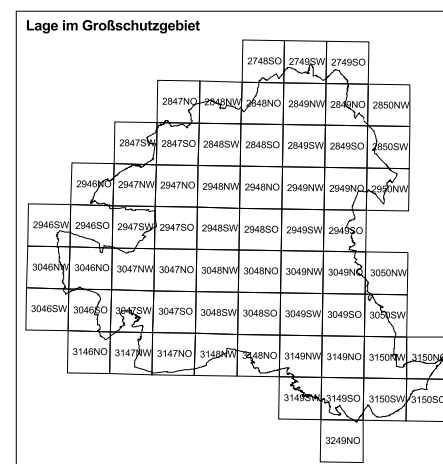 Lage im Großschutzgebiet
2748SO 2749SW 2749SO
2847NO 2848NW 2848NO 2849NW 2849NO 2850NW
2847SW 2847SO 2848SW 2848SO 2849SW 2849SO 2850SW
2946NO 2947NW 2947NO 2948NW 2948NO 2949NW 2949NO 2950NW
2946SW 2946SO 2947SW 2947SO 2948SW 2948SO 2949SW 2949SO
3046NW 3046NO 3047NW 3047NO 3048NW 3048NO 3049NW 3049NO 3050NW
3046SW 3046SO 3047SW 3047SO 3048SW 3048SO 3049SW 3049SO 3050SW
3146NO 3147NW 3147NO 3148NW 3148NO 3149NW 3149NO 3150NW 3150NO
3149SW 3149SO 3150SW 3150SO
3249NO